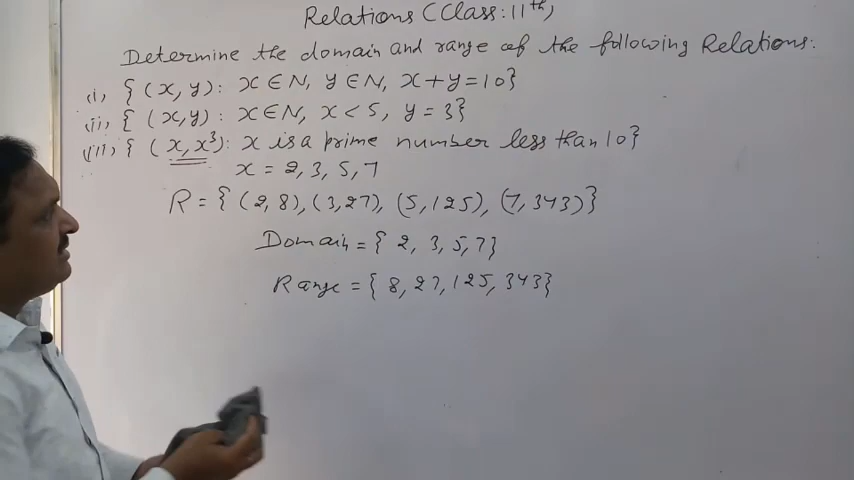 Relations (Class: 11th)
Determine the domain and range of the following Relations:
(i) { (x, y): x ∈ N, y ∈ N, x + y = 10}
(ii) { (x, y): x ∈ N, x < 5, y = 3}
(iii) { (x, x³): x is a prime number less than 10}
x = 2, 3, 5, 7
R = { (2, 8), (3, 27), (5, 125), (7, 343)}
Domain = { 2, 3, 5, 7}
Range = { 8, 27, 125, 343}